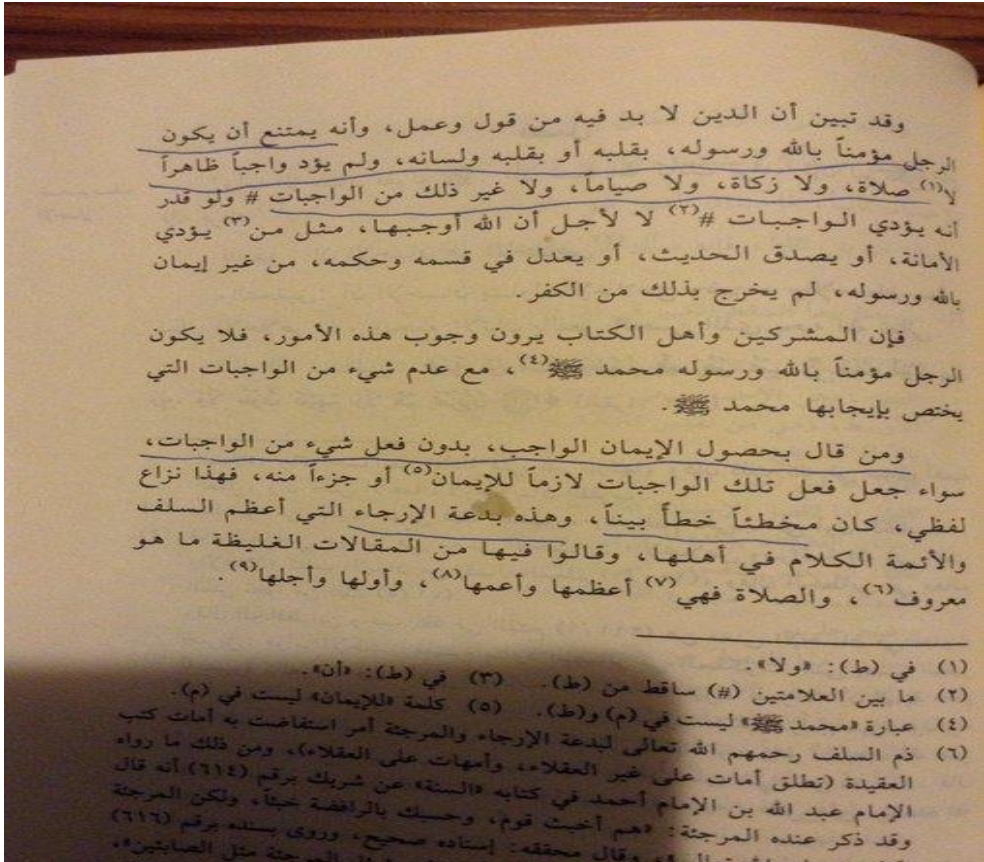 وقد تبين أن الدين لا بد فيه من قول وعمل، وأنه يمتنع أن يكون
الرجل مؤمناً بالله ورسوله، بقلبه أو بقلبه ولسانه، ولم يؤد واجباً ظاهراً
لا(١) صلاة، ولا زكاة، ولا صياماً، ولا غير ذلك من الواجبات # ولو قدر
أنه يؤدي الواجبات #(٢) لا لأجل أن الله أوجبها، مثل من(٣) يؤدي
الأمانة، أو يصدق الحديث، أو يعدل في قسمه وحكمه، من غير إيمان
بالله ورسوله، لم يخرج بذلك من الكفر.
فإن المشركين وأهل الكتاب يرون وجوب هذه الأمور، فلا يكون
الرجل مؤمناً بالله ورسوله محمد ﷺ(٤)، مع عدم شيء من الواجبات التي
يختص بإيجابها محمد ﷺ.
ومن قال بحصول الإيمان الواجب، بدون فعل شيء من الواجبات،
سواء جعل فعل تلك الواجبات لازماً للإيمان(٥) أو جزءاً منه، فهذا نزاع
لفظي، كان مخطئاً خطأً بيناً، وهذه بدعة الإرجاء التي أعظم السلف
والأئمة الكلام في أهلها، وقالوا فيها من المقالات الغليظة ما هو
معروف(٦)، والصلاة فهي(٧) أعظمها وأعمها(٨)، وأولها وأجلها(٩).
(١) في (ط): «ولا».
(٢) ما بين العلامتين (#) ساقط من (ط). (٣) في (ط): «أن».
(٤) عبارة «محمد ﷺ» ليست في (م) و(ط). (٥) كلمة «للإيمان» ليست في (م).
(٦) ذم السلف رحمهم الله تعالى لبدعة الإرجاء والمرجئة أمر استفاضت به أمات كتب
العقيدة (تطلق أمات على غير العقلاء، وأمهات على العقلاء)، ومن ذلك ما رواه
الإمام عبد الله بن الإمام أحمد في كتابه «السنة» عن شريك برقم (٦١٤) أنه قال
وقد ذكر عنده المرجئة: «هم أخبث قوم، وحسبك بالرافضة خبثاً، ولكن المرجئة
وقال محققه: إسناده صحيح، وروى بسنده برقم (٦١٦)
المرجئة مثل الصابئين»،